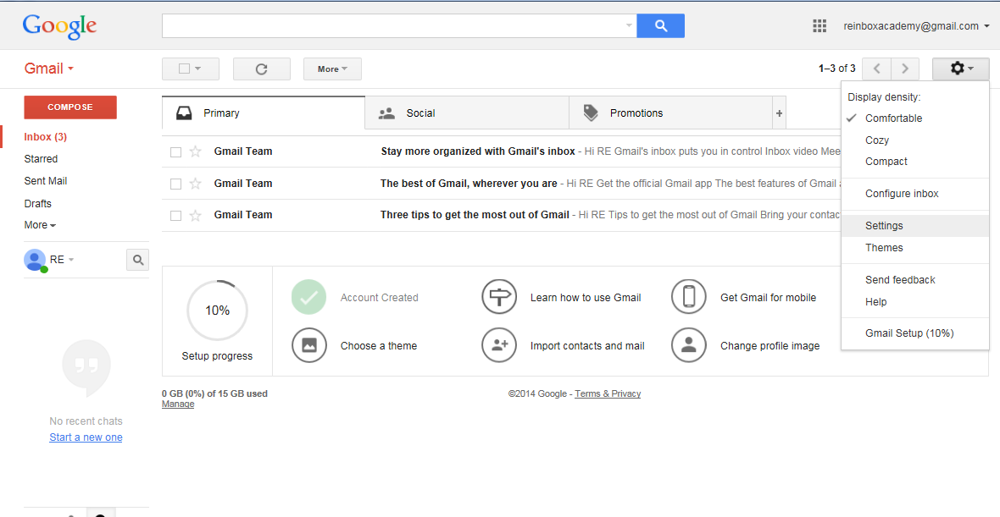 Google
reinboxacademy@gmail.com
Gmail
More
1–3 of 3
COMPOSE
Inbox (3)
Starred
Sent Mail
Drafts
More
RE
No recent chats
Start a new one
Primary
Social
Promotions
+
Gmail Team Stay more organized with Gmail's inbox - Hi RE Gmail's inbox puts you in control Inbox video Mee
Gmail Team The best of Gmail, wherever you are - Hi RE Get the official Gmail app The best features of Gmail
Gmail Team Three tips to get the most out of Gmail - Hi RE Tips to get the most out of Gmail Bring your contac
Display density:
Comfortable
Cozy
Compact
Configure inbox
Settings
Themes
Send feedback
Help
Gmail Setup (10%)
10%
Setup progress
Account Created
Learn how to use Gmail
Get Gmail for mobile
Choose a theme
Import contacts and mail
Change profile image
0 GB (0%) of 15 GB used
Manage
©2014 Google - Terms & Privacy